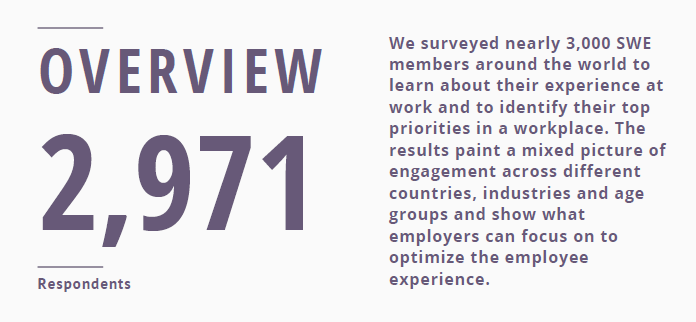 OVERVIEW
2,971
Respondents
We surveyed nearly 3,000 SWE
members around the world to
learn about their experience at
work and to identify their top
priorities in a workplace. The
results paint a mixed picture of
engagement across different
countries, industries and age
groups and show what
employers can focus on to
optimize the employee
experience.